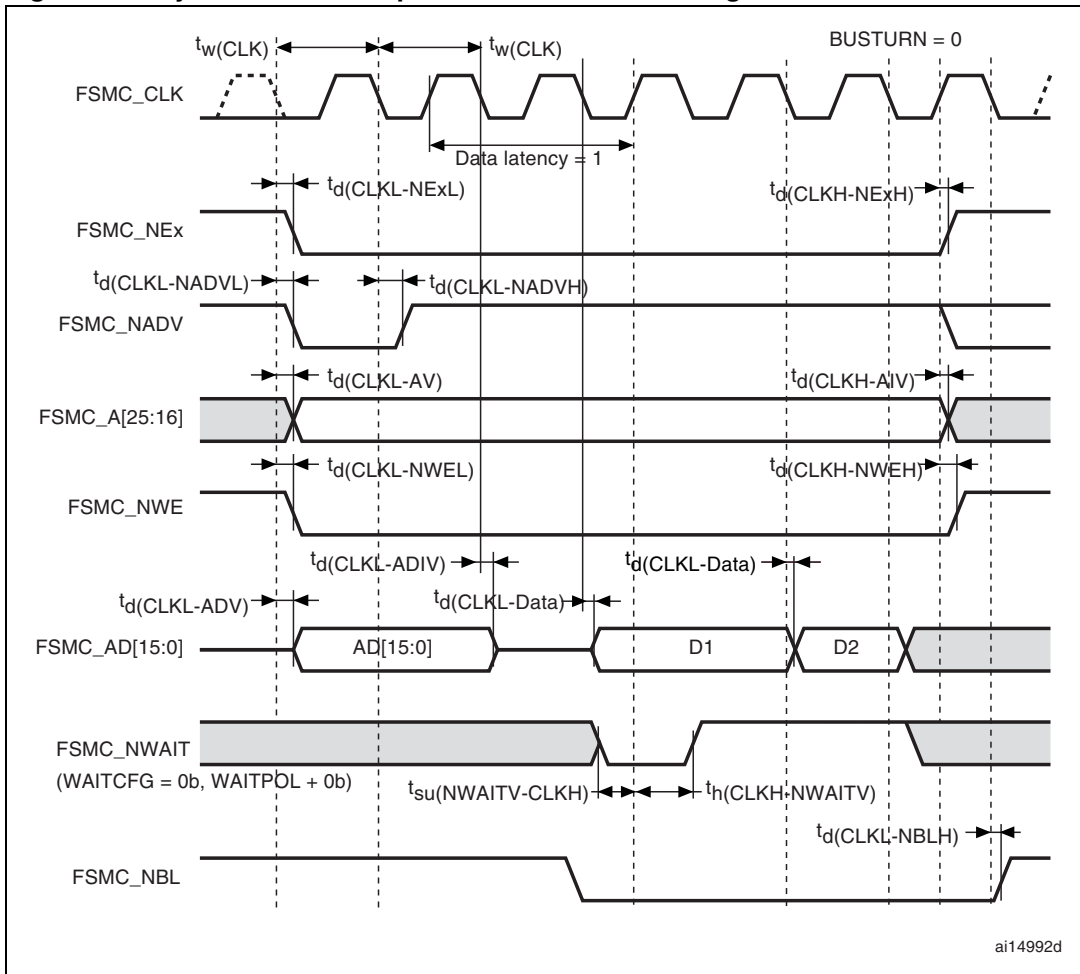 tw(CLK) tw(CLK) BUSTURN = 0
FSMC_CLK
Data latency = 1
td(CLKL-NExL) td(CLKH-NExH)
FSMC_NEx
td(CLKL-NADVL) td(CLKL-NADVH)
FSMC_NADV
td(CLKL-AV) td(CLKH-AIV)
FSMC_A[25:16]
td(CLKL-NWEL) td(CLKH-NWEH)
FSMC_NWE
td(CLKL-ADIV) td(CLKL-Data)
td(CLKL-ADV) td(CLKL-Data)
FSMC_AD[15:0] AD[15:0] D1 D2
FSMC_NWAIT
(WAITCFG = 0b, WAITPOL + 0b)
tsu(NWAITV-CLKH) th(CLKH-NWAITV)
td(CLKL-NBLH)
FSMC_NBL
ai14992d